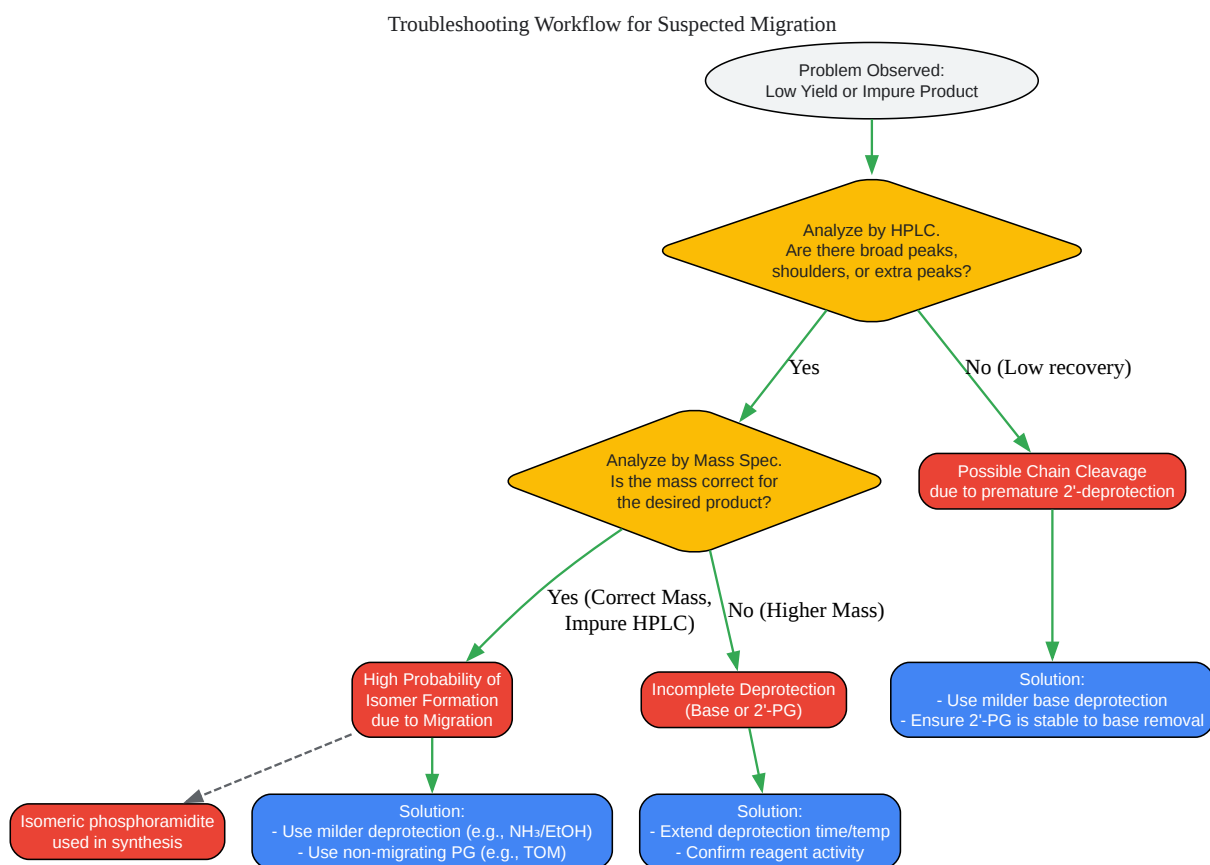 Troubleshooting Workflow for Suspected Migration
Problem Observed:
Low Yield or Impure Product
Analyze by HPLC.
Are there broad peaks,
shoulders, or extra peaks?
Yes
No (Low recovery)
Analyze by Mass Spec.
Is the mass correct for
the desired product?
Possible Chain Cleavage
due to premature 2'-deprotection
Yes (Correct Mass,
Impure HPLC)
No (Higher Mass)
High Probability of
Isomer Formation
due to Migration
Incomplete Deprotection
(Base or 2'-PG)
Solution:
- Use milder base deprotection
- Ensure 2'-PG is stable to base removal
Isomeric phosphoramidite
used in synthesis
Solution:
- Use milder deprotection (e.g., NH₃/EtOH)
- Use non-migrating PG (e.g., TOM)
Solution:
- Extend deprotection time/temp
- Confirm reagent activity